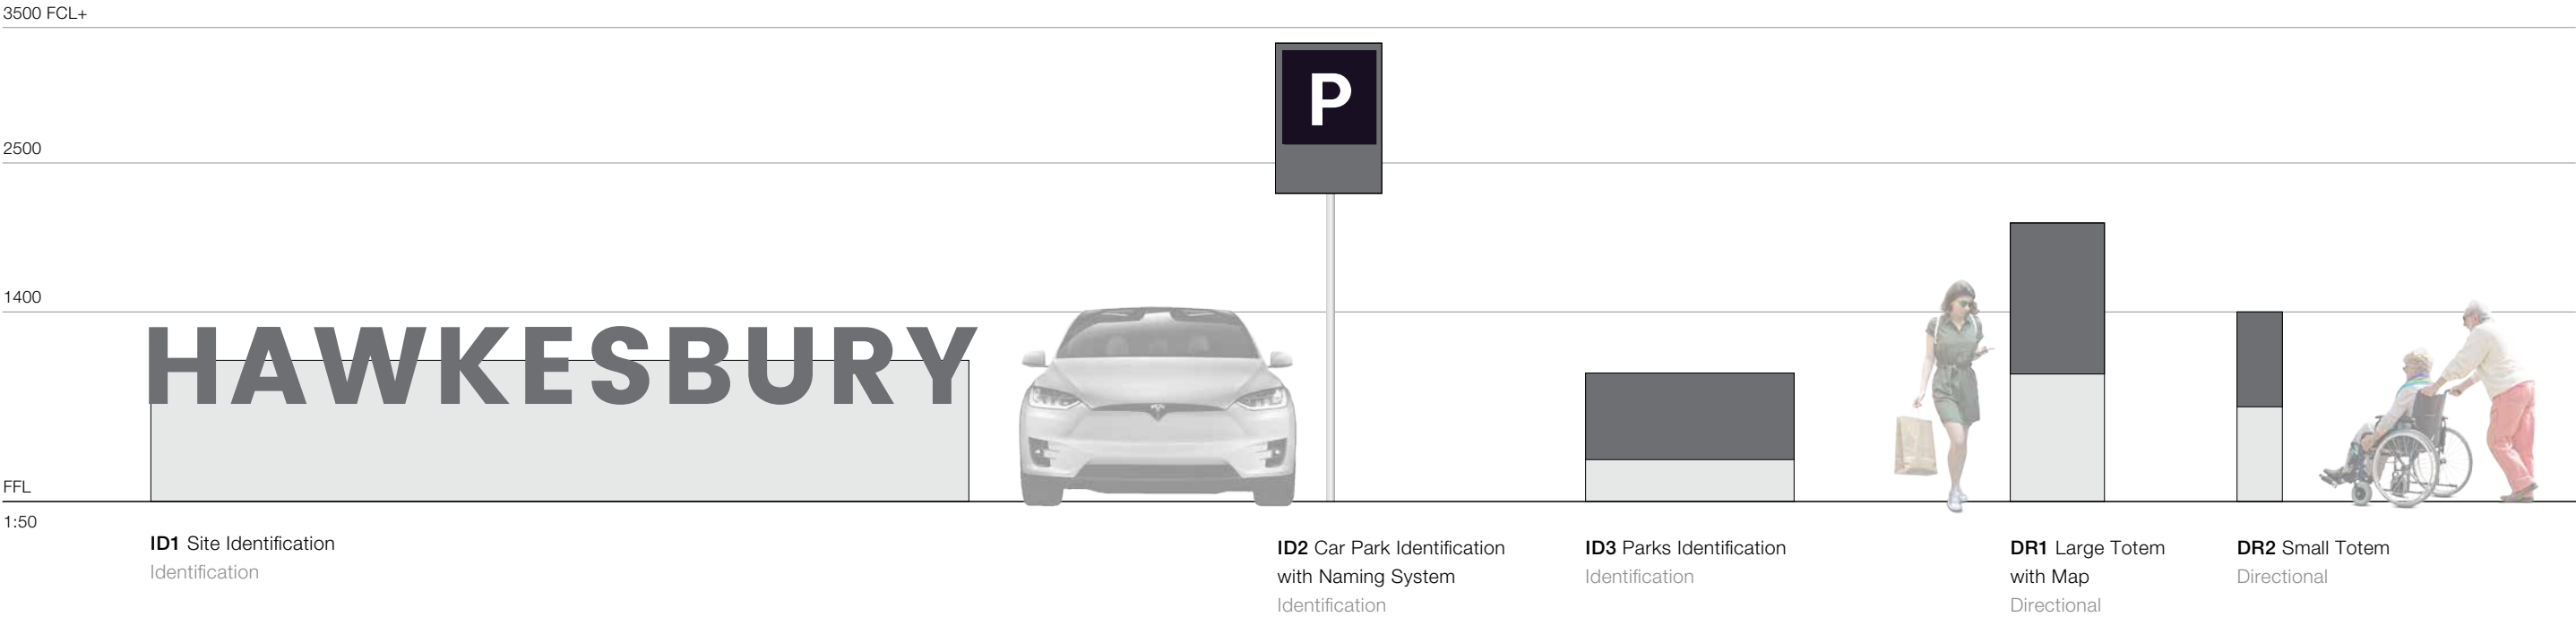 3500 FCL+
P
2500
1400
HAWKESBURY
FFL
1:50
ID1 Site Identification
Identification
ID2 Car Park Identification
with Naming System
Identification
ID3 Parks Identification
Identification
DR1 Large Totem
with Map
Directional
DR2 Small Totem
Directional